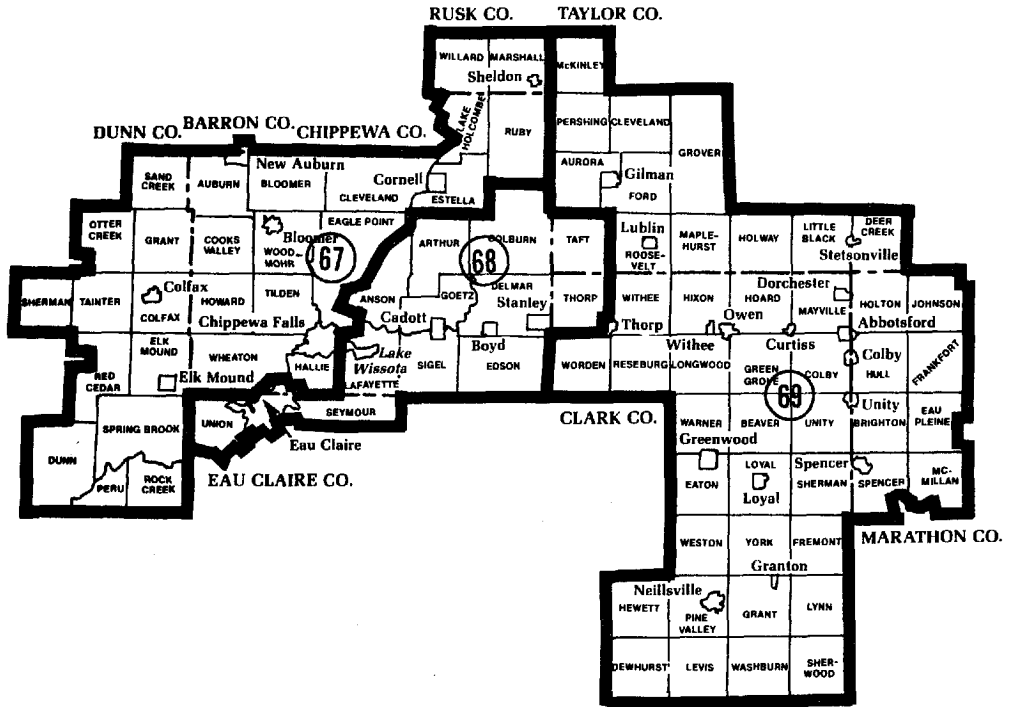 RUSK CO.
TAYLOR CO.
WILLARD
MARSHALL
McKINLEY
Sheldon
DUNN CO.
BARRON CO.
CHIPPEWA CO.
LAKE
HOLCOMBE
RUBY
PERSHING
CLEVELAND
GROVER
New Auburn
SAND
CREEK
AUBURN
BLOOMER
CLEVELAND
Cornell
ESTELLA
AURORA
Gilman
FORD
OTTER
CREEK
GRANT
COOKS
VALLEY
Bloomer
WOOD-
MOHR
EAGLE POINT
67
ARTHUR
COLBURN
68
TAFT
Lublin
ROOSE-
VELT
MAPLE-
HURST
HOLWAY
LITTLE
BLACK
DEER
CREEK
Stetsonville
SHERMAN
TAINTER
Colfax
COLFAX
HOWARD
TILDEN
ANSON
GOETZ
DELMAR
Stanley
THORP
WITHEE
HIXON
HOARD
Dorchester
MAYVILLE
HOLTON
JOHNSON
Chippewa Falls
Cadott
Boyd
Thorp
Withee
Owen
Curtiss
Abbotsford
ELK
MOUND
WHEATON
HALLIE
Lake
Wissota
LAFAYETTE
SIGEL
EDSON
WORDEN
RESEBURG
LONGWOOD
GREEN
GROVE
COLBY
Colby
HULL
FRANKFORT
RED
CEDAR
Elk Mound
69
SEYMOUR
UNION
Eau Claire
CLARK CO.
WARNER
BEAVER
UNITY
Unity
BRIGHTON
EAU
PLEINE
SPRING BROOK
DUNN
PERU
ROCK
CREEK
EAU CLAIRE CO.
Greenwood
EATON
LOYAL
Loyal
Spencer
SHERMAN
SPENCER
MC-
MILLAN
WESTON
YORK
FREMONT
MARATHON CO.
Granton
Neillsville
HEWETT
PINE
VALLEY
GRANT
LYNN
DEWHURST
LEVIS
WASHBURN
SHER-
WOOD